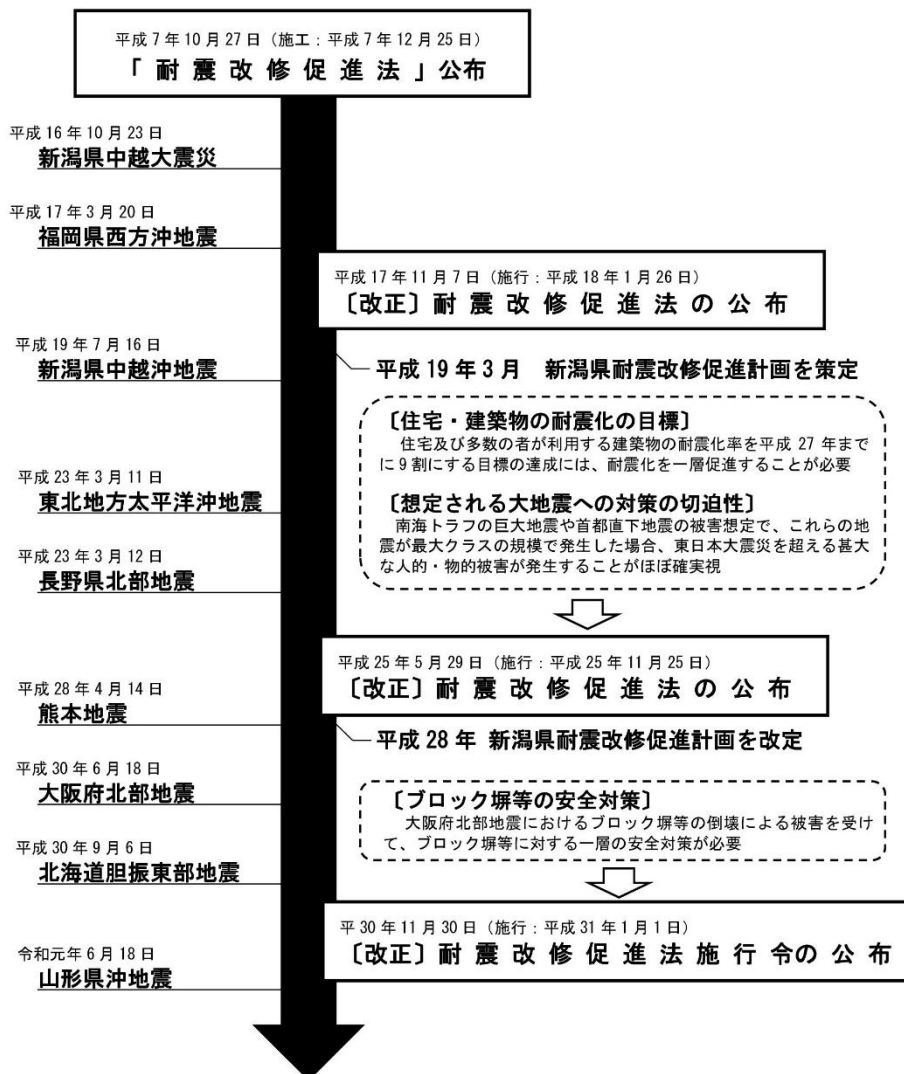 平成7年10月27日（施工：平成7年12月25日）
「耐震改修促進法」公布
平成16年10月23日
新潟県中越大震災
平成17年3月20日
福岡県西方沖地震
平成17年11月7日（施行：平成18年1月26日）
〔改正〕耐震改修促進法の公布
平成19年7月16日
新潟県中越沖地震
平成19年3月　新潟県耐震改修促進計画を策定
〔住宅・建築物の耐震化の目標〕
住宅及び多数の者が利用する建築物の耐震化率を平成27年まで
に9割にする目標の達成には、耐震化を一層促進することが必要
平成23年3月11日
東北地方太平洋沖地震
〔想定される大地震への対策の切迫性〕
南海トラフの巨大地震や首都直下地震の被害想定で、これらの地
震が最大クラスの規模で発生した場合、東日本大震災を超える甚大
な人的・物的被害が発生することがほぼ確実視
平成23年3月12日
長野県北部地震
平成25年5月29日（施行：平成25年11月25日）
〔改正〕耐震改修促進法の公布
平成28年4月14日
熊本地震
平成28年 新潟県耐震改修促進計画を改定
平成30年6月18日
大阪府北部地震
〔ブロック塀等の安全対策〕
大阪府北部地震におけるブロック塀等の倒壊による被害を受け
て、ブロック塀等に対する一層の安全対策が必要
平成30年9月6日
北海道胆振東部地震
平30年11月30日（施行：平成31年1月1日）
〔改正〕耐震改修促進法施行令の公布
令和元年6月18日
山形県沖地震